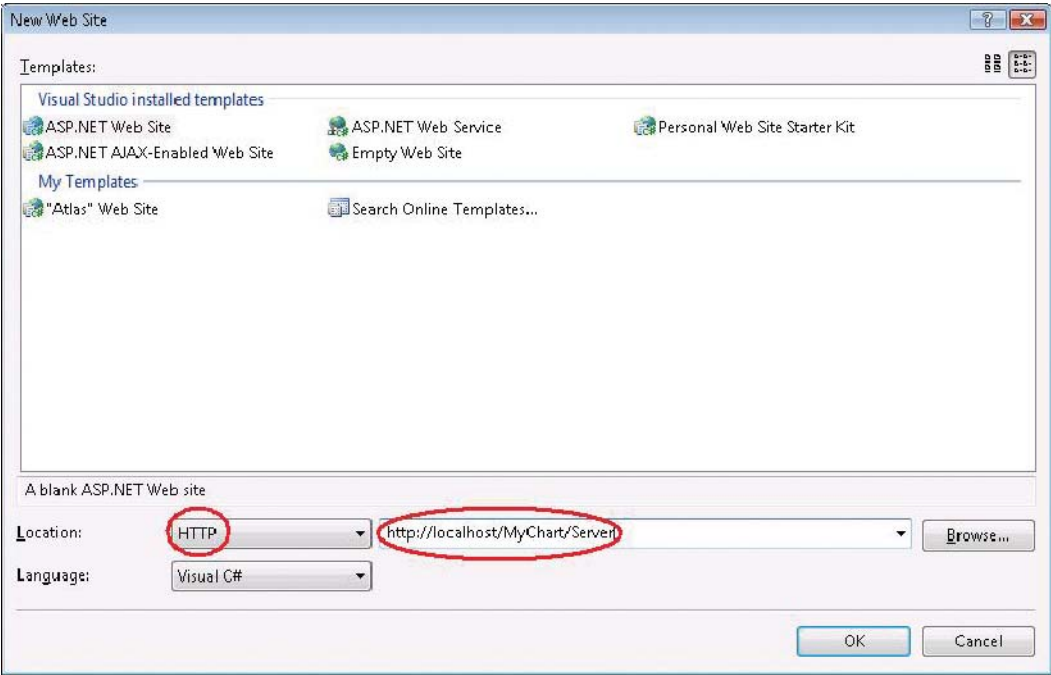 New Web Site
Templates:
Visual Studio installed templates
ASP.NET Web Site
ASP.NET Web Service
Personal Web Site Starter Kit
ASP.NET AJAX-Enabled Web Site
Empty Web Site
My Templates
"Atlas" Web Site
Search Online Templates...
A blank ASP.NET Web site
Location: HTTP http://localhost/MyChart/Server Browse...
Language: Visual C#
OK Cancel